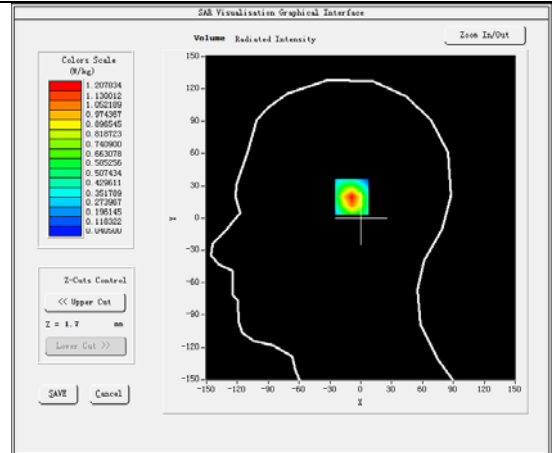 SAR Visualisation Graphical Interface
Volume Radiated Intensity
Zoom In/Out
Colors Scale
(W/kg)
1.207834
1.130012
1.052189
0.974367
0.896545
0.818723
0.740900
0.663078
0.585256
0.507434
0.429611
0.351789
0.273967
0.196145
0.118322
0.040500
Z-Cuts Control
<< Upper Cut
Z = 1.7 mm
Lower Cut >>
SAVE Cancel
150
120
90
60
30
0
-30
-60
-90
-120
-150
Y
-150 -120 -90 -60 -30 0 30 60 90 120 150
X